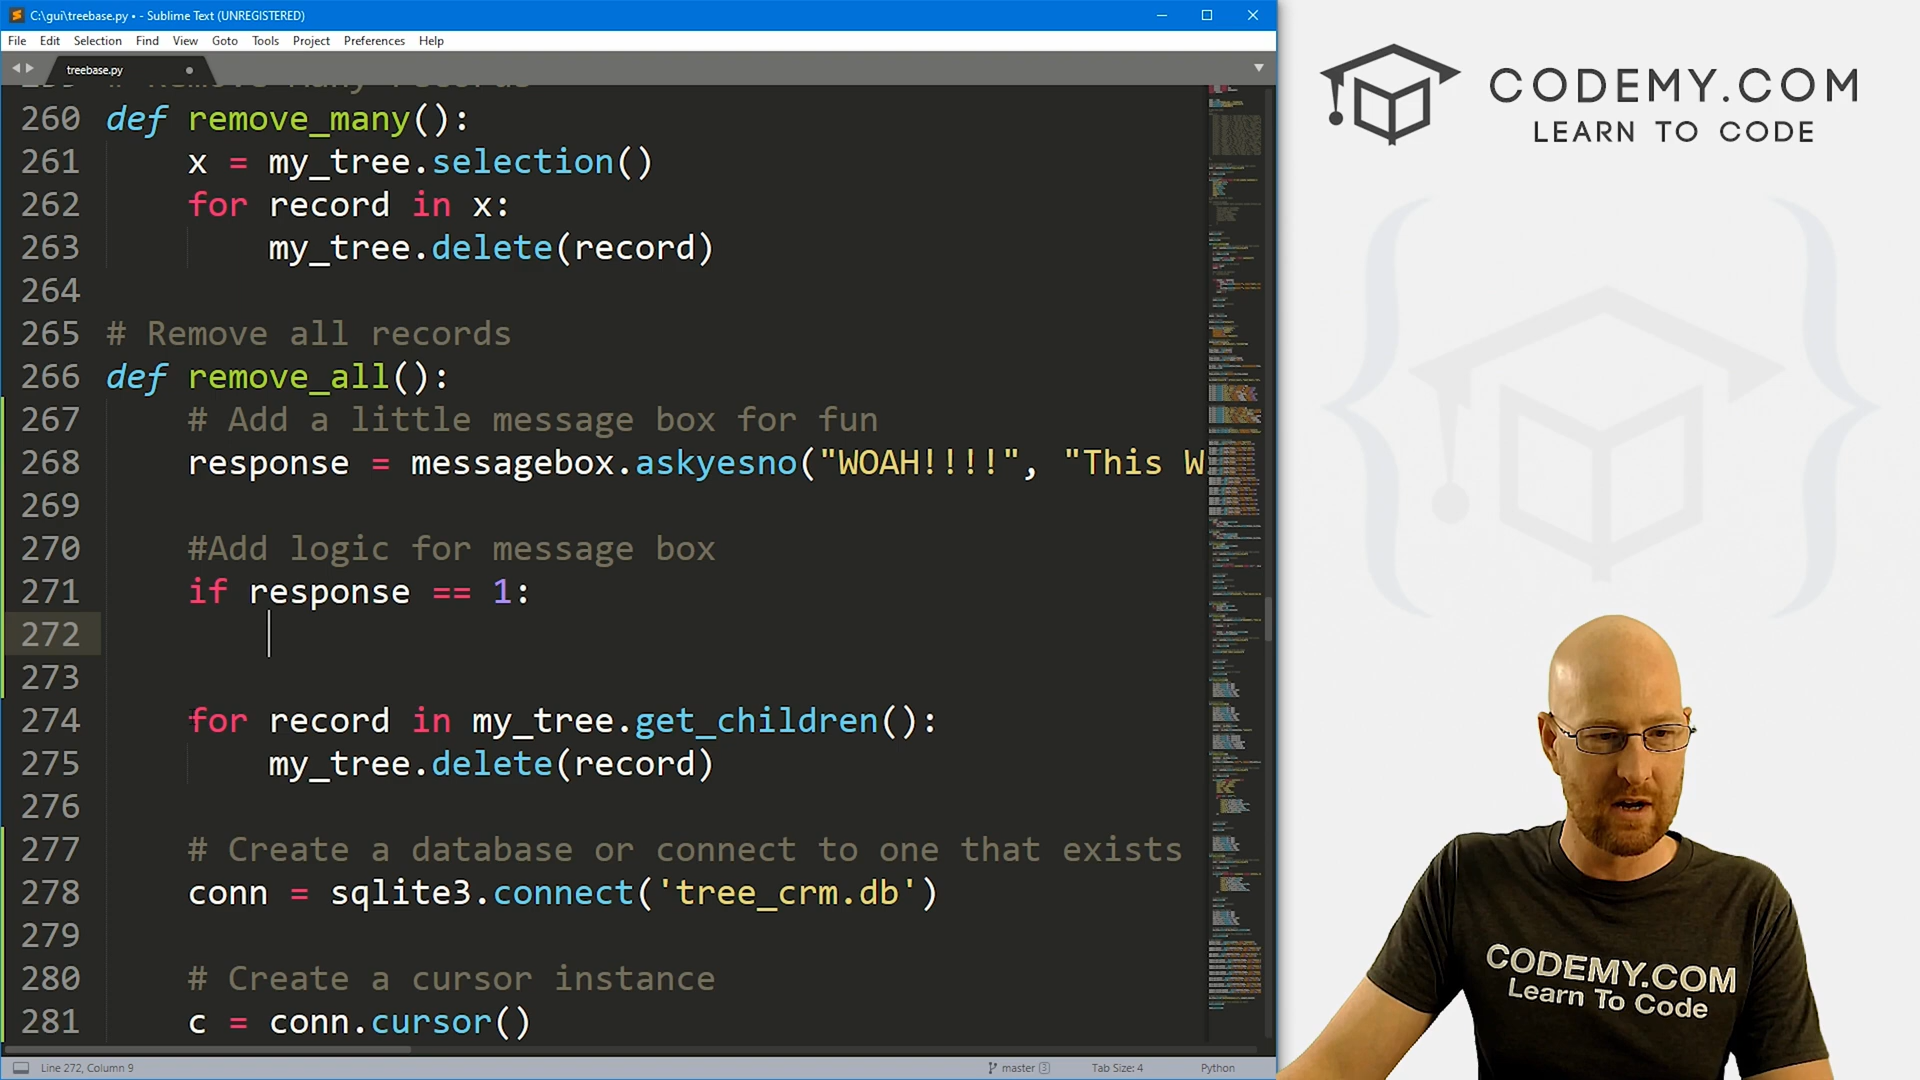 C:\gui\treebase.py • - Sublime Text (UNREGISTERED)
File Edit Selection Find View Goto Tools Project Preferences Help
treebase.py
260 def remove_many():
261 x = my_tree.selection()
262 for record in x:
263 my_tree.delete(record)
264
265 # Remove all records
266 def remove_all():
267 # Add a little message box for fun
268 response = messagebox.askyesno("WOAH!!!!", "This W
269
270 #Add logic for message box
271 if response == 1:
272
273
274 for record in my_tree.get_children():
275 my_tree.delete(record)
276
277 # Create a database or connect to one that exists
278 conn = sqlite3.connect('tree_crm.db')
279
280 # Create a cursor instance
281 c = conn.cursor()
Line 272, Column 9
master 3
Tab Size: 4
Python
CODEMY.COM
LEARN TO CODE
CODEMY.COM
Learn To Code